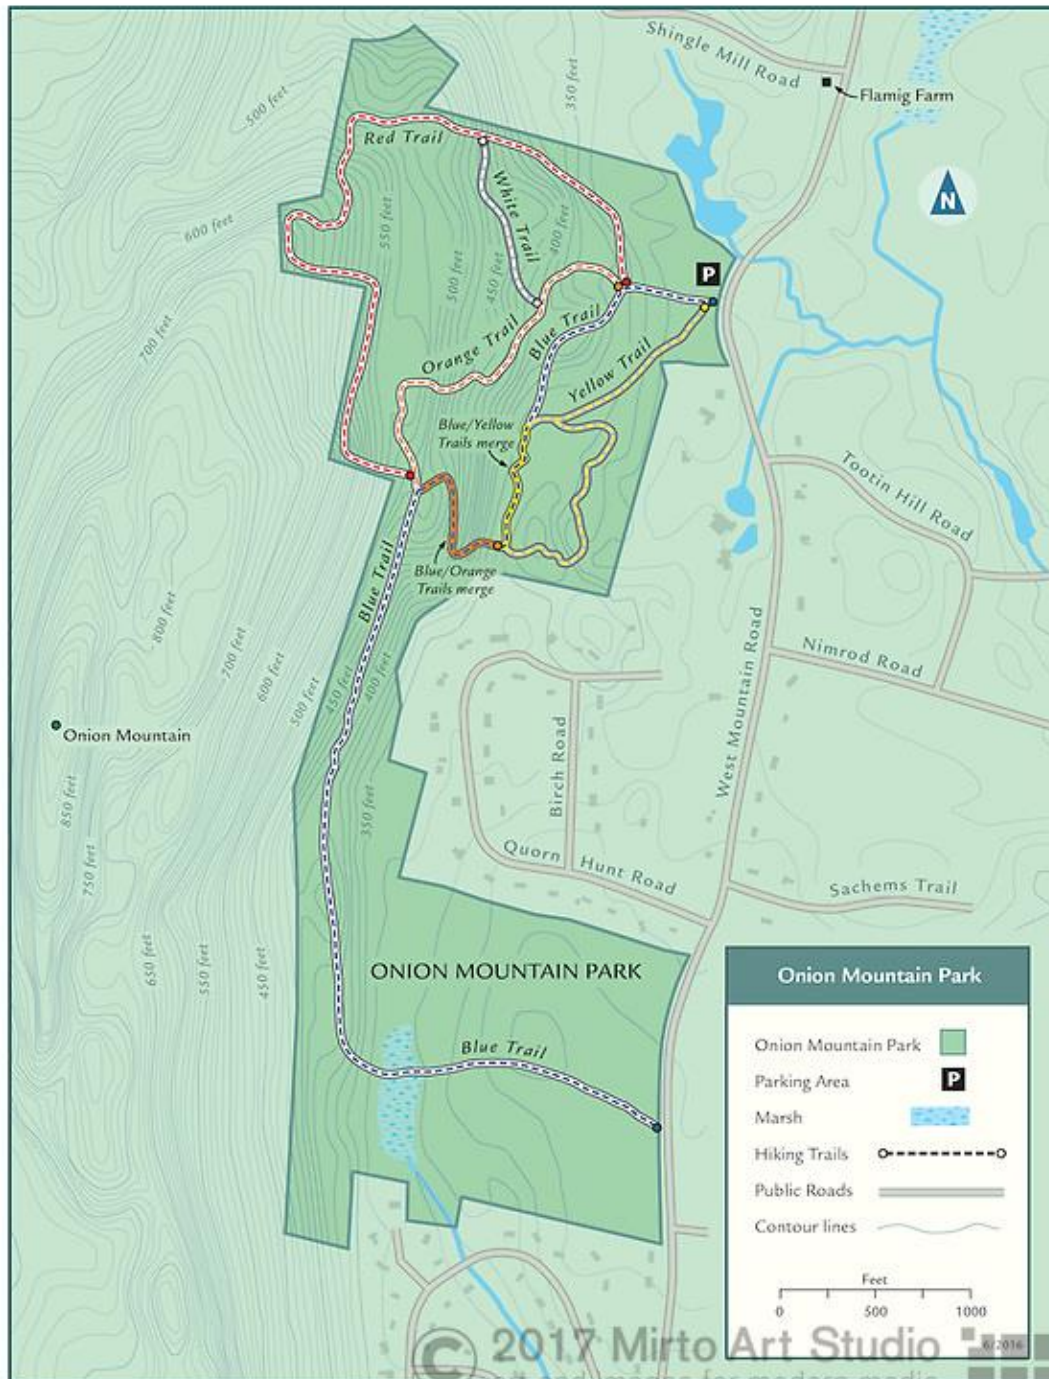 Shingle Mill Road
350 feet
Flamig Farm
500 feet
Red Trail
N
White Trail
600 feet
550 feet
400 feet
P
500 feet
450 feet
700 feet
Orange Trail
Blue Trail
Yellow Trail
Blue/Yellow
Trails merge
Tootin Hill Road
Blue Trail
Blue/Orange
Trails merge
800 feet
700 feet
600 feet
500 feet
450 feet
400 feet
Nimrod Road
West Mountain Road
Onion Mountain
Birch Road
850 feet
350 feet
750 feet
Quorn Hunt Road
Sachems Trail
650 feet
550 feet
450 feet
ONION MOUNTAIN PARK
Blue Trail
Onion Mountain Park
Onion Mountain Park
Parking Area
P
Marsh
Hiking Trails
Public Roads
Contour lines
Feet
0 500 1000
6/2016
© 2017 Mirto Art Studio